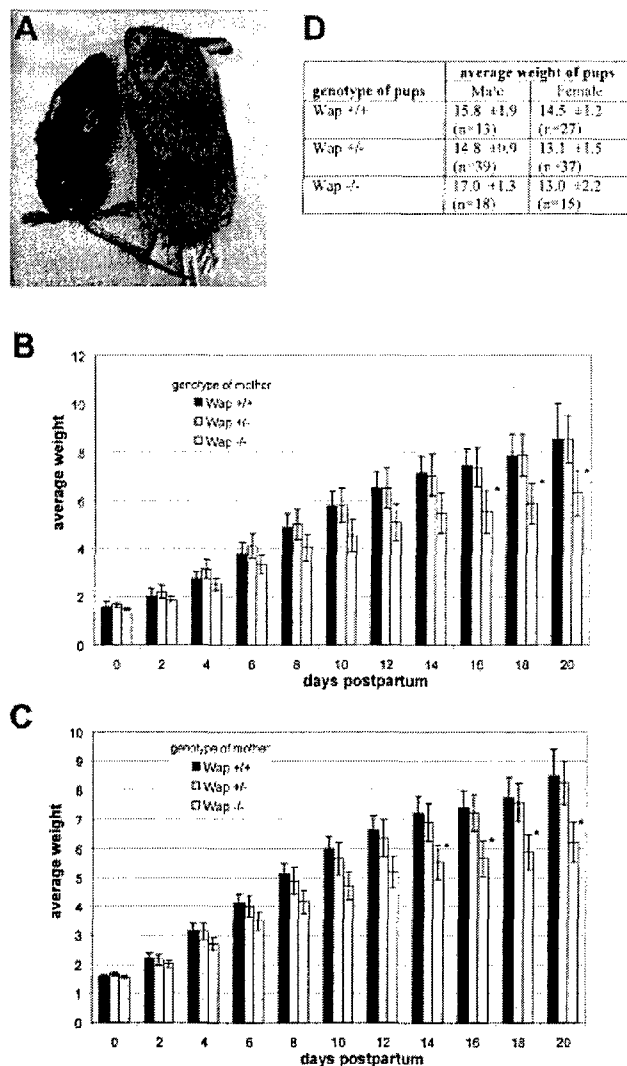 A
D
average weight of pups
genotype of pups Male Female
Wap +/+ 15.8 ±1.9 14.5 ±1.2
(n=13) (n=27)
Wap +/- 14.8 ±0.9 13.1 ±1.5
(n=39) (n=37)
Wap -/- 17.0 ±1.3 13.0 ±2.2
(n=18) (n=15)
B
12
10
8
6
4
2
0
average weight
genotype of mother
Wap +/+
Wap +/-
Wap -/-
* * *
0 2 4 6 8 10 12 14 16 18 20
days postpartum
C
10
9
8
7
6
5
4
3
2
1
0
average weight
genotype of mother
Wap +/+
Wap +/-
Wap -/-
* * * *
0 2 4 6 8 10 12 14 16 18 20
days postpartum